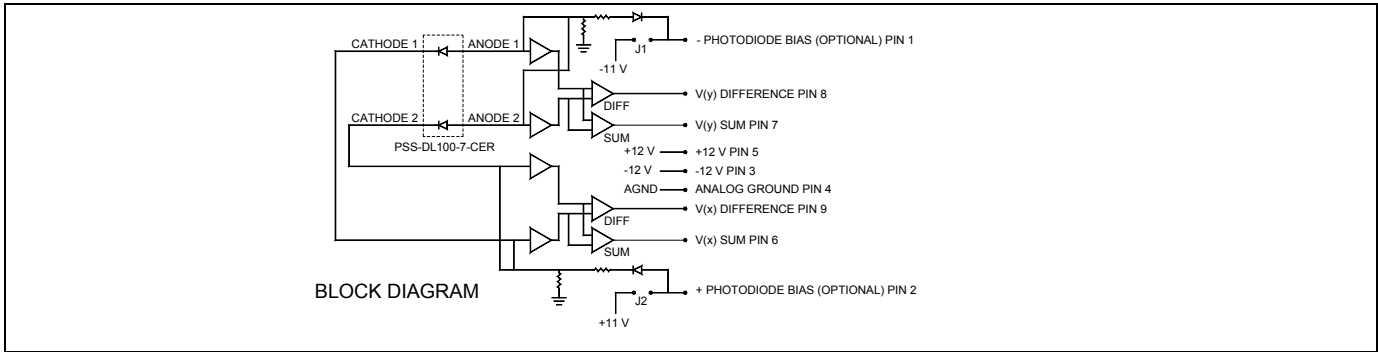 - PHOTODIODE BIAS (OPTIONAL) PIN 1
J1
-11 V
CATHODE 1 ANODE 1
V(y) DIFFERENCE PIN 8
DIFF
CATHODE 2 ANODE 2
V(y) SUM PIN 7
SUM
PSS-DL100-7-CER
+12 V +12 V PIN 5
-12 V -12 V PIN 3
AGND ANALOG GROUND PIN 4
V(x) DIFFERENCE PIN 9
DIFF
V(x) SUM PIN 6
SUM
BLOCK DIAGRAM
+ PHOTODIODE BIAS (OPTIONAL) PIN 2
J2
+11 V